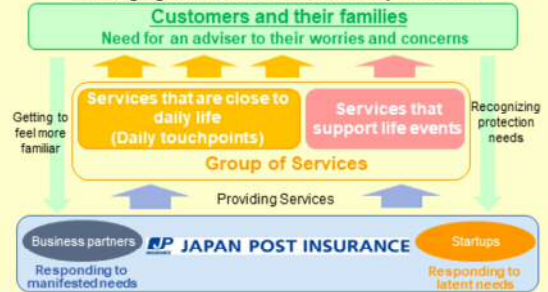 Customers and their families
Need for an adviser to their worries and concerns
Getting to
feel more
familiar
Services that are close to
daily life
(Daily touchpoints)
Services that
support life events
Recognizing
protection
needs
Group of Services
Providing Services
Business partners
JP INSURANCE
JAPAN POST INSURANCE
Startups
Responding to
manifested needs
Responding to
latent needs